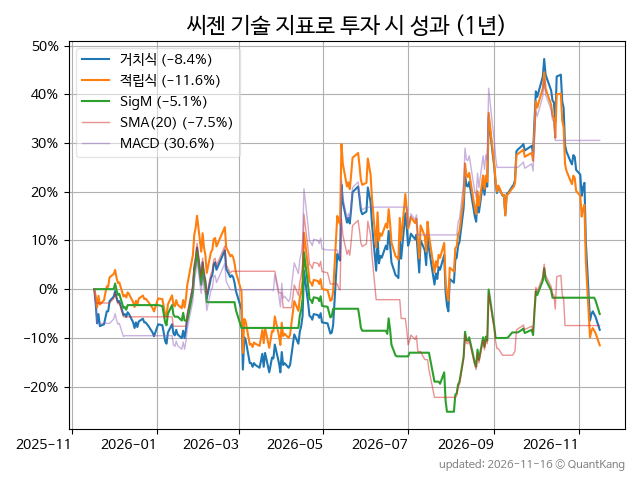 씨젠 기술 지표로 투자 시 성과 (1년)
50%
40%
30%
20%
10%
0%
−10%
−20%
거치식 (−8.4%)
적립식 (−11.6%)
SigM (−5.1%)
SMA(20) (−7.5%)
MACD (30.6%)
2025−11 2026−01 2026−03 2026−05 2026−07 2026−09 2026−11
updated: 2026−11−16 © QuantKang